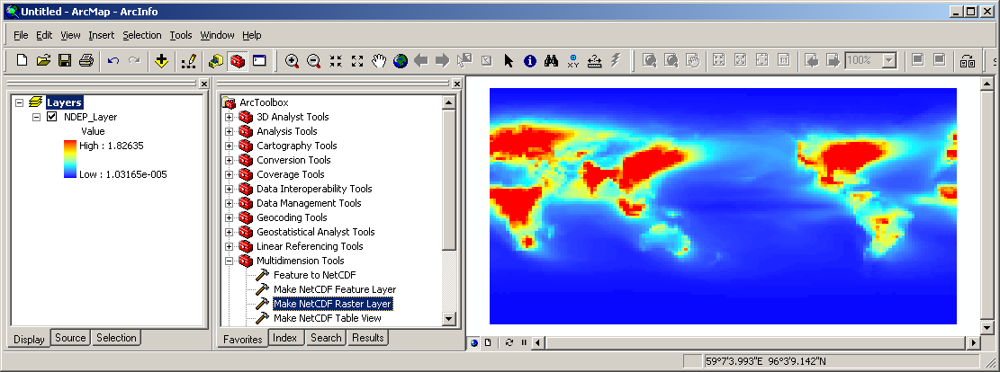 Untitled - ArcMap - ArcInfo
File Edit View Insert Selection Tools Window Help
XY 100%
Layers
NDEP_Layer
Value
High : 1.82635
Low : 1.03165e-005
Display Source Selection
ArcToolbox
3D Analyst Tools
Analysis Tools
Cartography Tools
Conversion Tools
Coverage Tools
Data Interoperability Tools
Data Management Tools
Geocoding Tools
Geostatistical Analyst Tools
Linear Referencing Tools
Multidimension Tools
Feature to NetCDF
Make NetCDF Feature Layer
Make NetCDF Raster Layer
Make NetCDF Table View
Favorites Index Search Results
59°7'3.993"E 96°3'9.142"N